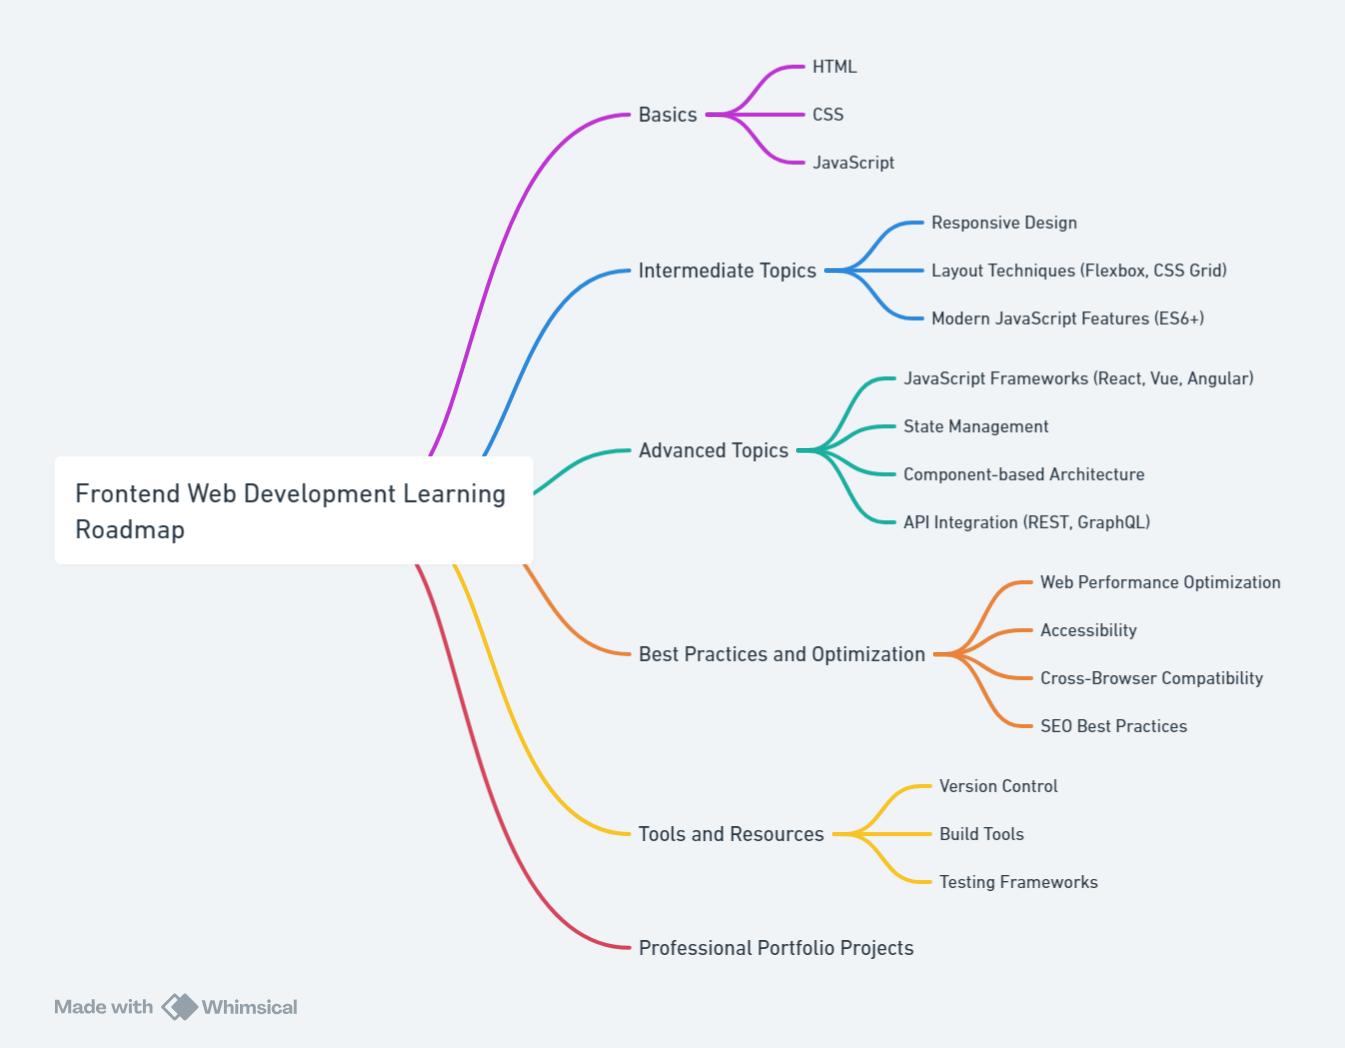 HTML
Basics
CSS
JavaScript
Responsive Design
Intermediate Topics
Layout Techniques (Flexbox, CSS Grid)
Modern JavaScript Features (ES6+)
JavaScript Frameworks (React, Vue, Angular)
State Management
Advanced Topics
Component-based Architecture
API Integration (REST, GraphQL)
Frontend Web Development Learning
Roadmap
Web Performance Optimization
Accessibility
Best Practices and Optimization
Cross-Browser Compatibility
SEO Best Practices
Version Control
Tools and Resources
Build Tools
Testing Frameworks
Professional Portfolio Projects
Made with Whimsical